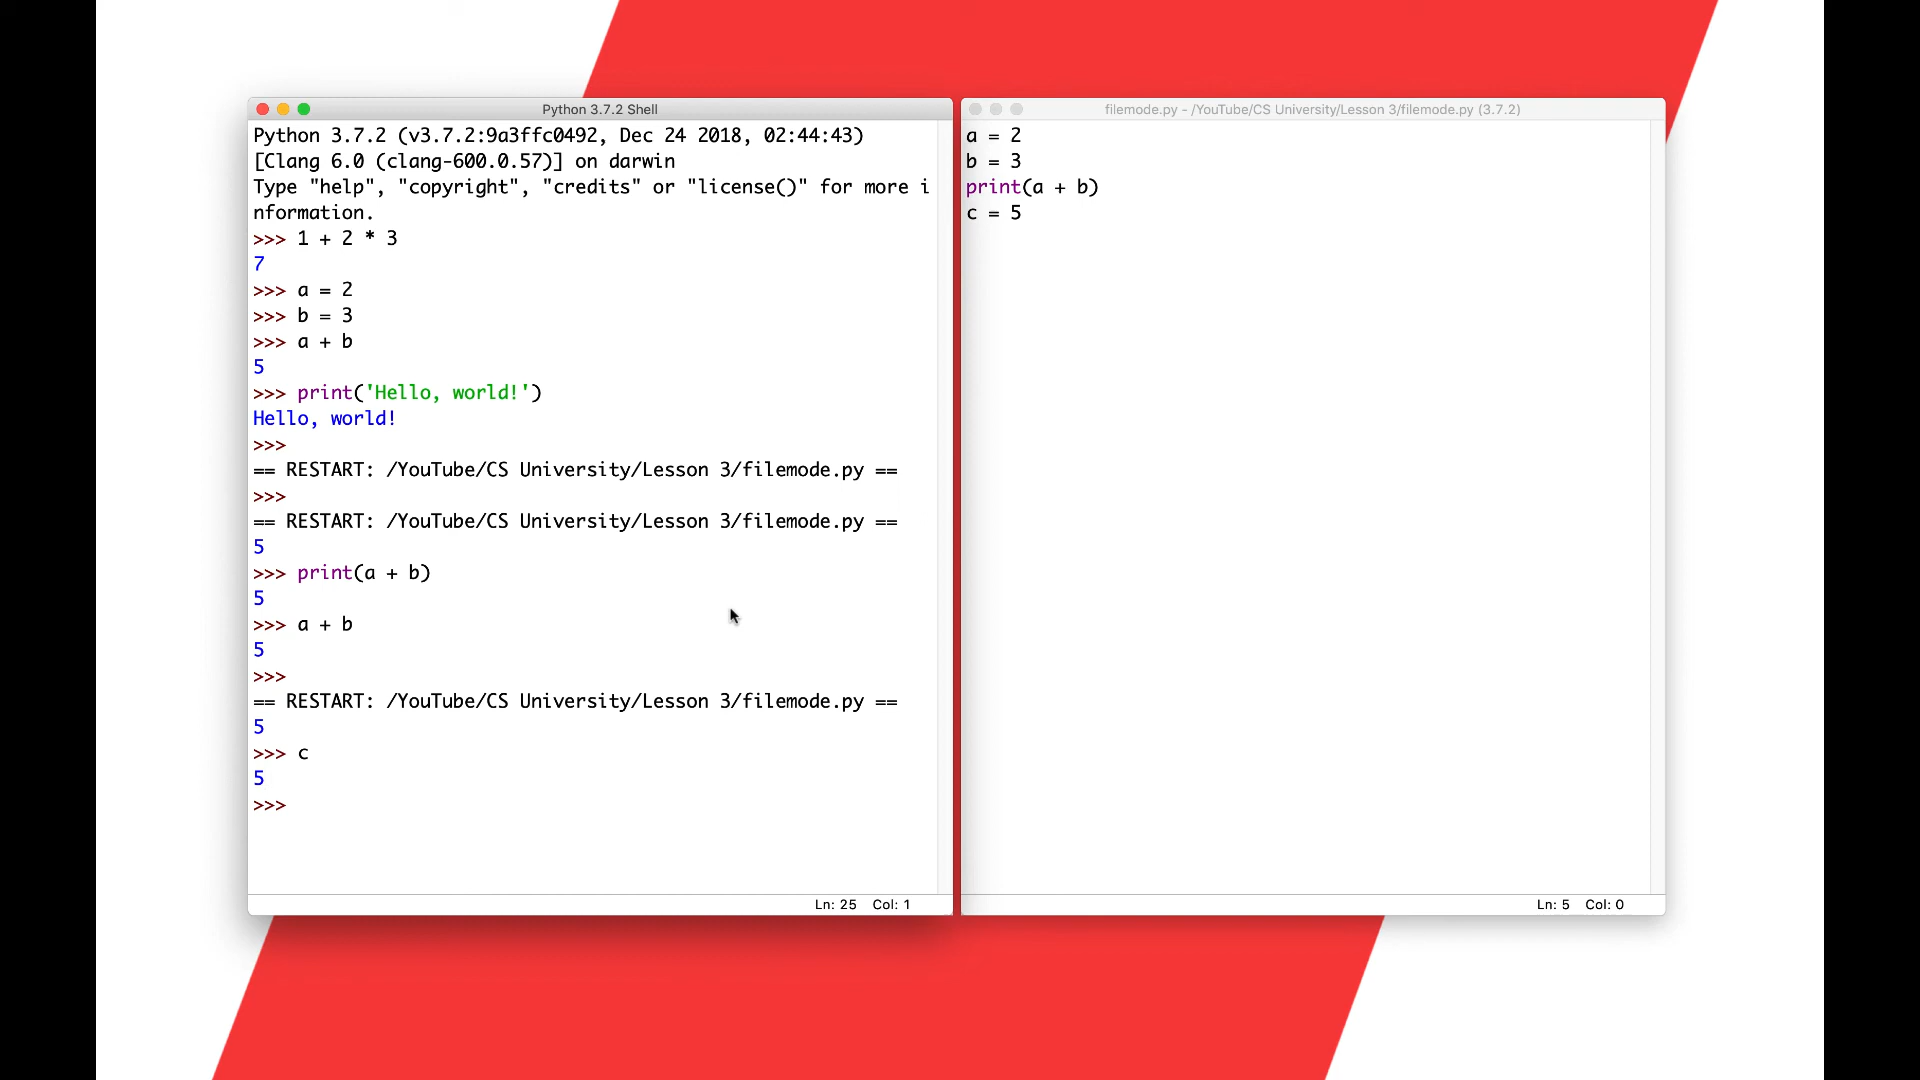 Python 3.7.2 Shell
Python 3.7.2 (v3.7.2:9a3ffc0492, Dec 24 2018, 02:44:43)
[Clang 6.0 (clang-600.0.57)] on darwin
Type "help", "copyright", "credits" or "license()" for more i
nformation.
>>> 1 + 2 * 3
7
>>> a = 2
>>> b = 3
>>> a + b
5
>>> print('Hello, world!')
Hello, world!
>>>
== RESTART: /YouTube/CS University/Lesson 3/filemode.py ==
>>>
== RESTART: /YouTube/CS University/Lesson 3/filemode.py ==
5
>>> print(a + b)
5
>>> a + b
5
>>>
== RESTART: /YouTube/CS University/Lesson 3/filemode.py ==
5
>>> c
5
>>>
Ln: 25 Col: 1
filemode.py - /YouTube/CS University/Lesson 3/filemode.py (3.7.2)
a = 2
b = 3
print(a + b)
c = 5
Ln: 5 Col: 0